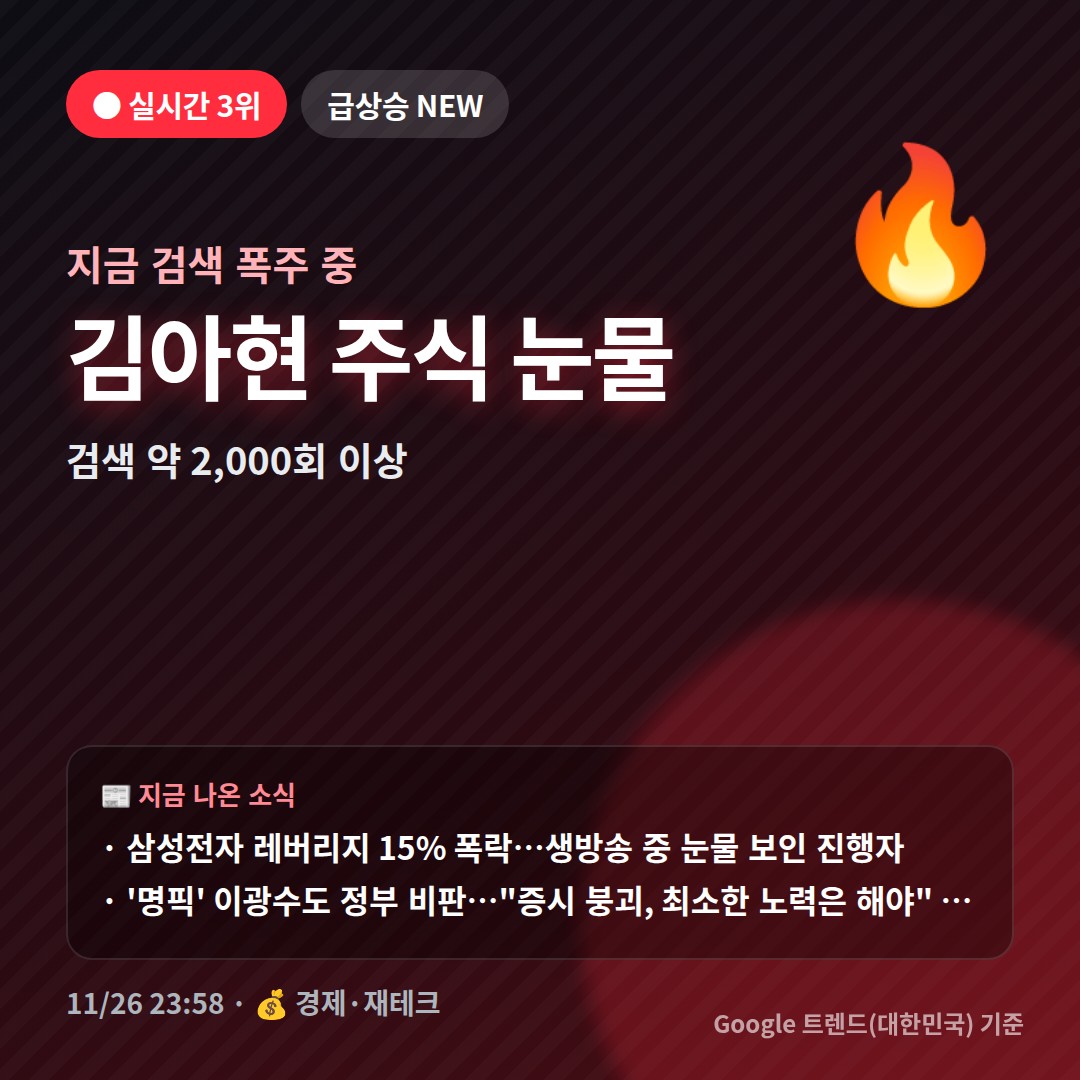 실시간 3위
급상승 NEW
지금 검색 폭주 중
김아현 주식 눈물
검색 약 2,000회 이상
📰 지금 나온 소식
· 삼성전자 레버리지 15% 폭락…생방송 중 눈물 보인 진행자
· '명픽' 이광수도 정부 비판…"증시 붕괴, 최소한 노력은 해야" …
11/26 23:58 · 💰 경제·재테크
Google 트렌드(대한민국) 기준